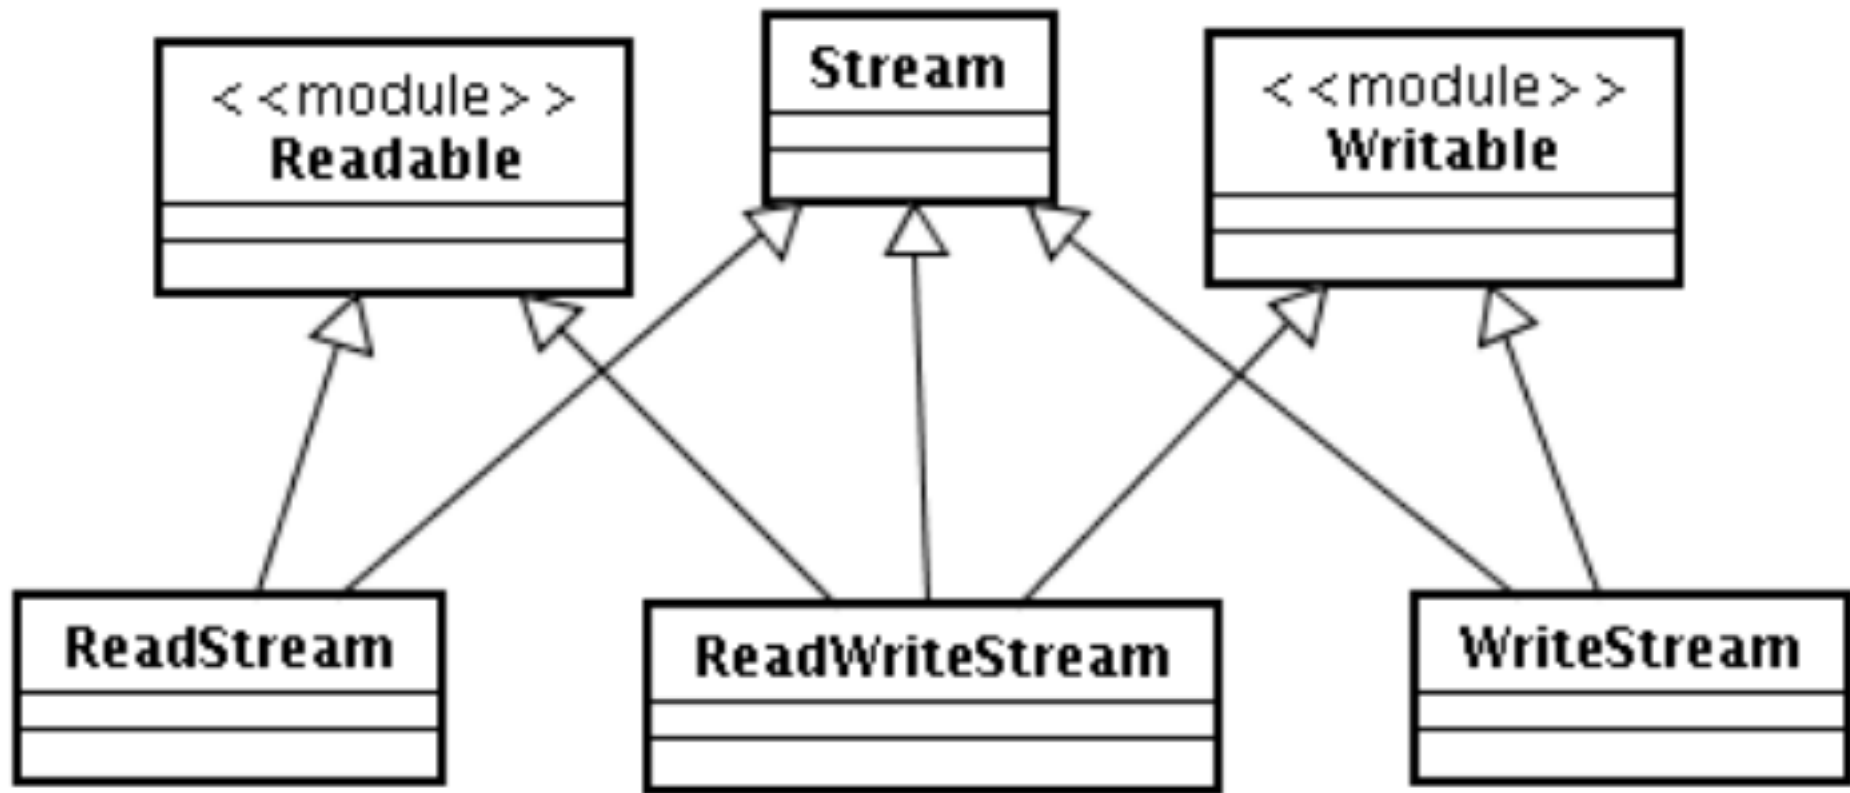 <<module>>
Readable
Stream
<<module>>
Writable
ReadStream
ReadWriteStream
WriteStream